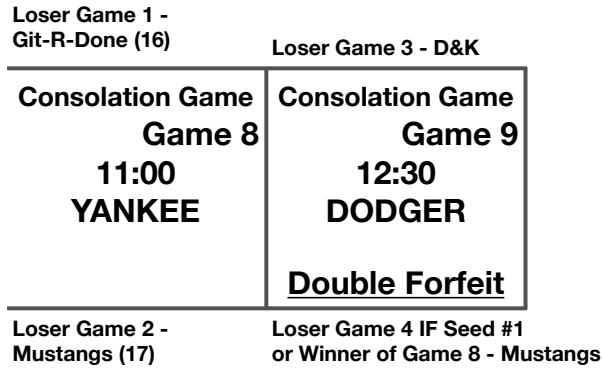 Loser Game 1 -
Git-R-Done (16)
Loser Game 3 - D&K
Consolation Game
Game 8
11:00
YANKEE
Consolation Game
Game 9
12:30
DODGER
Double Forfeit
Loser Game 2 -
Mustangs (17)
Loser Game 4 IF Seed #1
or Winner of Game 8 - Mustangs